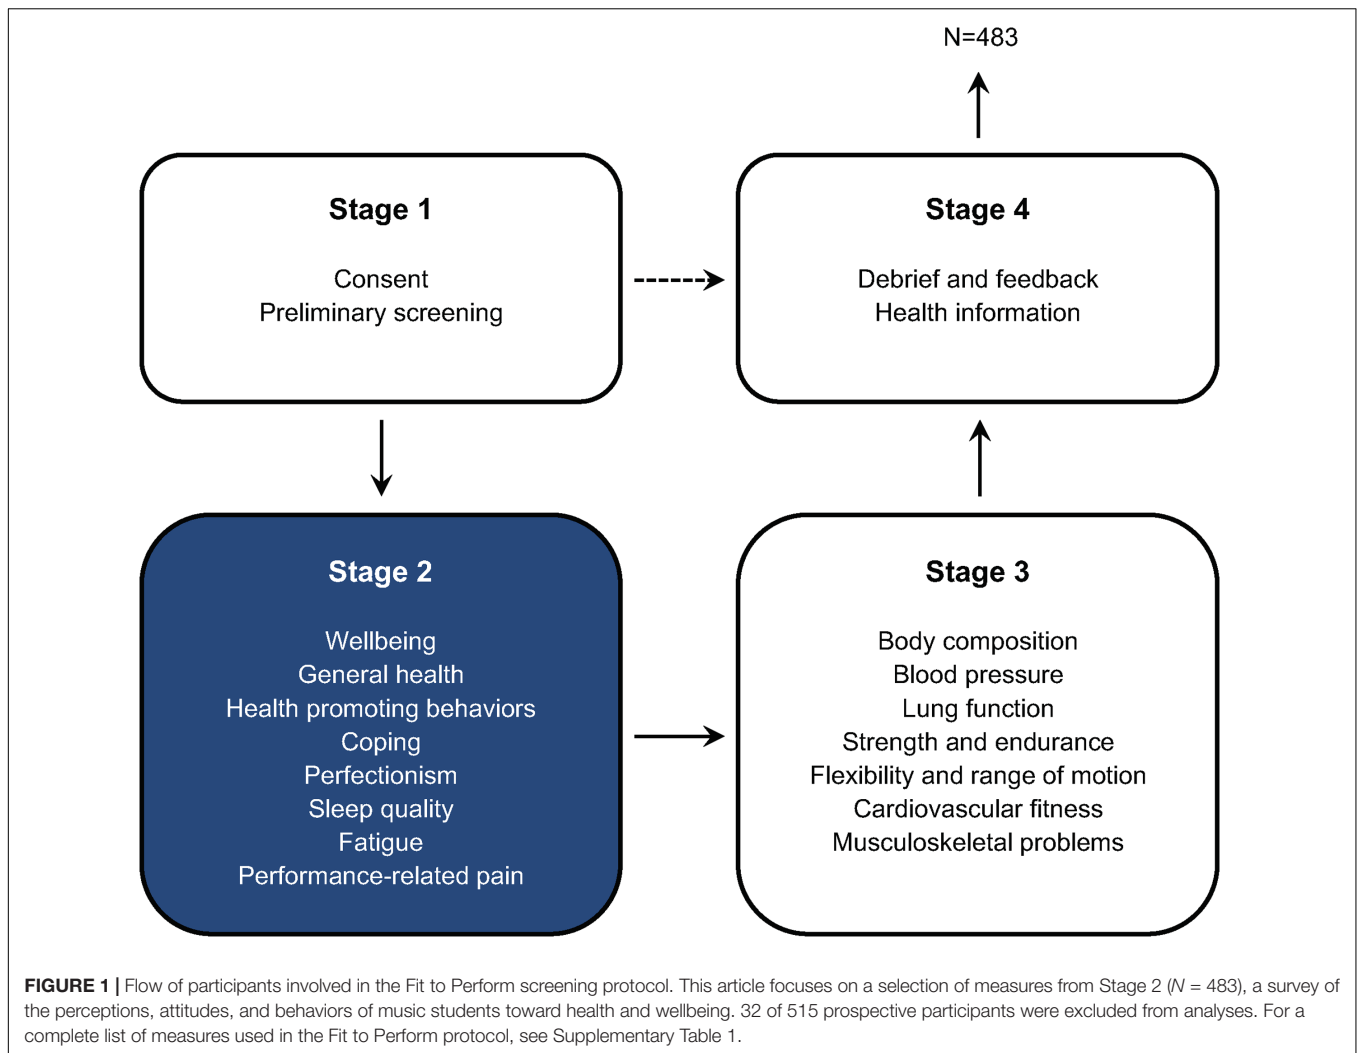 N=483
Stage 1
Consent
Preliminary screening
Stage 4
Debrief and feedback
Health information
Stage 2
Wellbeing
General health
Health promoting behaviors
Coping
Perfectionism
Sleep quality
Fatigue
Performance-related pain
Stage 3
Body composition
Blood pressure
Lung function
Strength and endurance
Flexibility and range of motion
Cardiovascular fitness
Musculoskeletal problems
FIGURE 1 | Flow of participants involved in the Fit to Perform screening protocol. This article focuses on a selection of measures from Stage 2 (N = 483), a survey of
the perceptions, attitudes, and behaviors of music students toward health and wellbeing. 32 of 515 prospective participants were excluded from analyses. For a
complete list of measures used in the Fit to Perform protocol, see Supplementary Table 1.